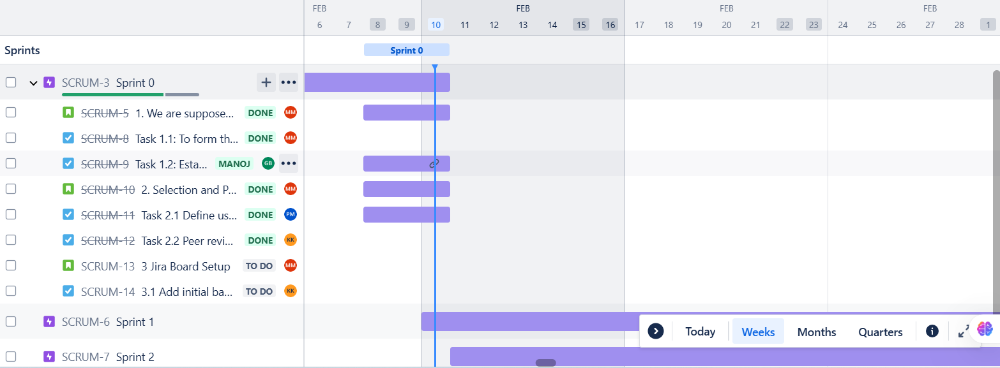 FEB FEB FEB FEB
6 7 8 9 10 11 12 13 14 15 16 17 18 19 20 21 22 23 24 25 26 27 28 1
Sprints Sprint 0
SCRUM-3 Sprint 0
SCRUM-5 1. We are suppose... DONE MM
SCRUM-8 Task 1.1: To form th... DONE MM
SCRUM-9 Task 1.2: Esta... MANOJ GB
SCRUM-10 2. Selection and P... DONE MM
SCRUM-11 Task 2.1 Define us... DONE PM
SCRUM-12 Task 2.2 Peer revi... DONE KK
SCRUM-13 3 Jira Board Setup TO DO MM
SCRUM-14 3.1 Add initial ba... TO DO KK
SCRUM-6 Sprint 1
Today Weeks Months Quarters
SCRUM-7 Sprint 2